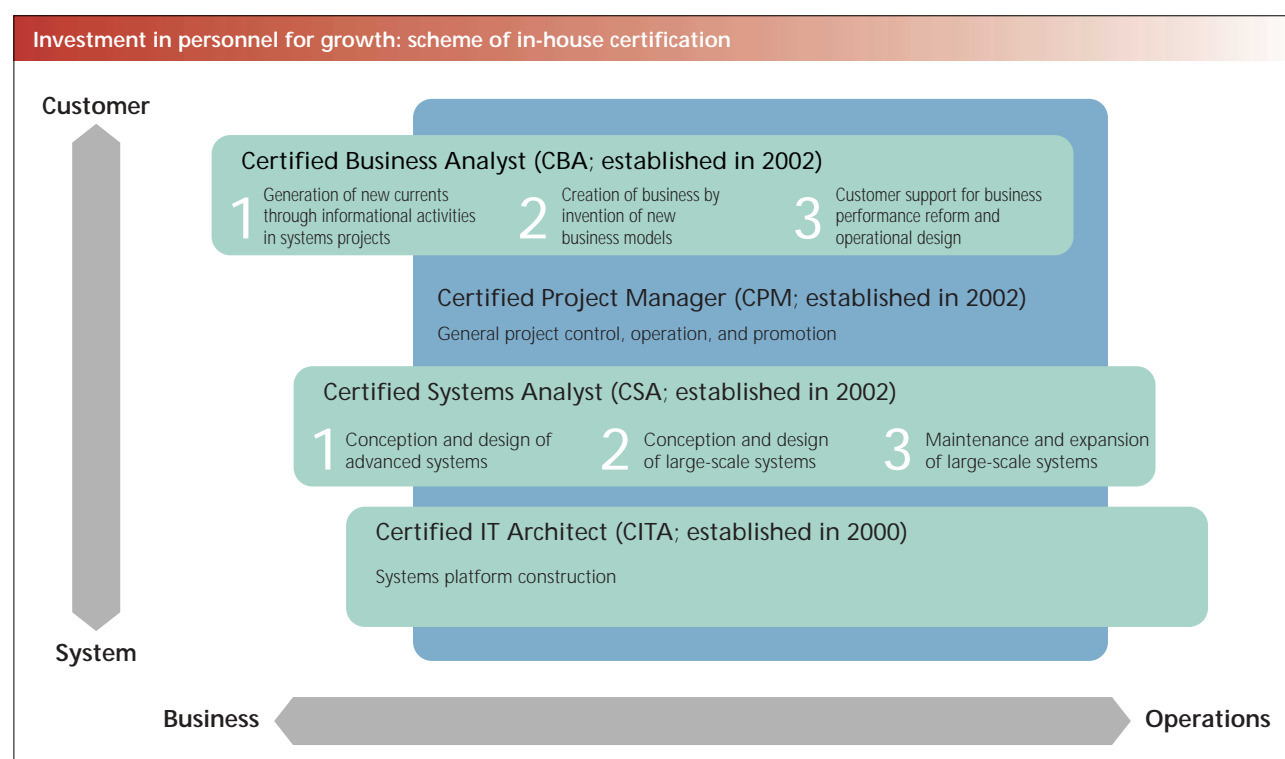 Investment in personnel for growth: scheme of in-house certification
Customer
Certified Business Analyst (CBA; established in 2002)
1
Generation of new currents
through informational activities
in systems projects
2
Creation of business by
invention of new
business models
3
Customer support for business
performance reform and
operational design
Certified Project Manager (CPM; established in 2002)
General project control, operation, and promotion
Certified Systems Analyst (CSA; established in 2002)
1
Conception and design of
advanced systems
2
Conception and design
of large-scale systems
3
Maintenance and expansion
of large-scale systems
Certified IT Architect (CITA; established in 2000)
Systems platform construction
System
Business
Operations